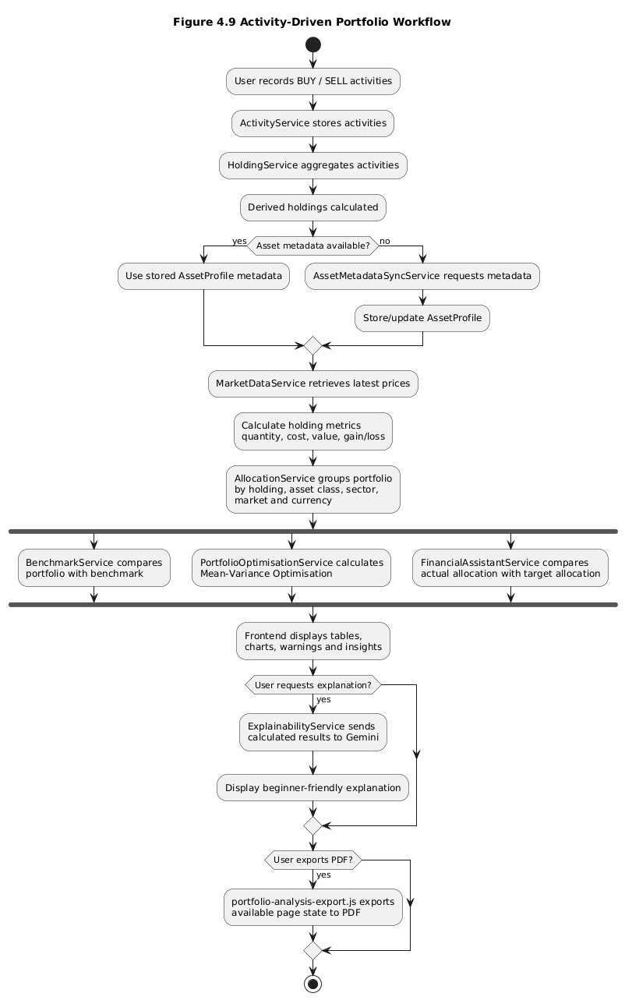 Figure 4.9 Activity-Driven Portfolio Workflow
User records BUY / SELL activities
ActivityService stores activities
HoldingService aggregates activities
Derived holdings calculated
yes
Asset metadata available?
no
Use stored AssetProfile metadata
AssetMetadataSyncService requests metadata
Store/update AssetProfile
MarketDataService retrieves latest prices
Calculate holding metrics
quantity, cost, value, gain/loss
AllocationService groups portfolio
by holding, asset class, sector,
market and currency
BenchmarkService compares
portfolio with benchmark
PortfolioOptimisationService calculates
Mean-Variance Optimisation
FinancialAssistantService compares
actual allocation with target allocation
Frontend displays tables,
charts, warnings and insights
User requests explanation?
yes
ExplainabilityService sends
calculated results to Gemini
Display beginner-friendly explanation
User exports PDF?
yes
portfolio-analysis-export.js exports
available page state to PDF